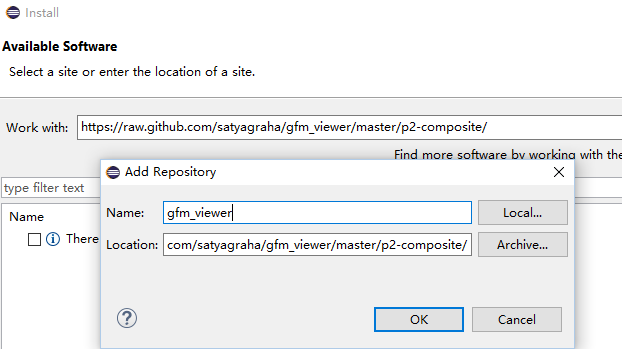 Install
Available Software
Select a site or enter the location of a site.
Work with: https://raw.github.com/satyagraha/gfm_viewer/master/p2-composite/
Find more software by working with the
type filter text
Name
There
Add Repository
Name: gfm_viewer Local...
Location: com/satyagraha/gfm_viewer/master/p2-composite/ Archive...
? OK Cancel